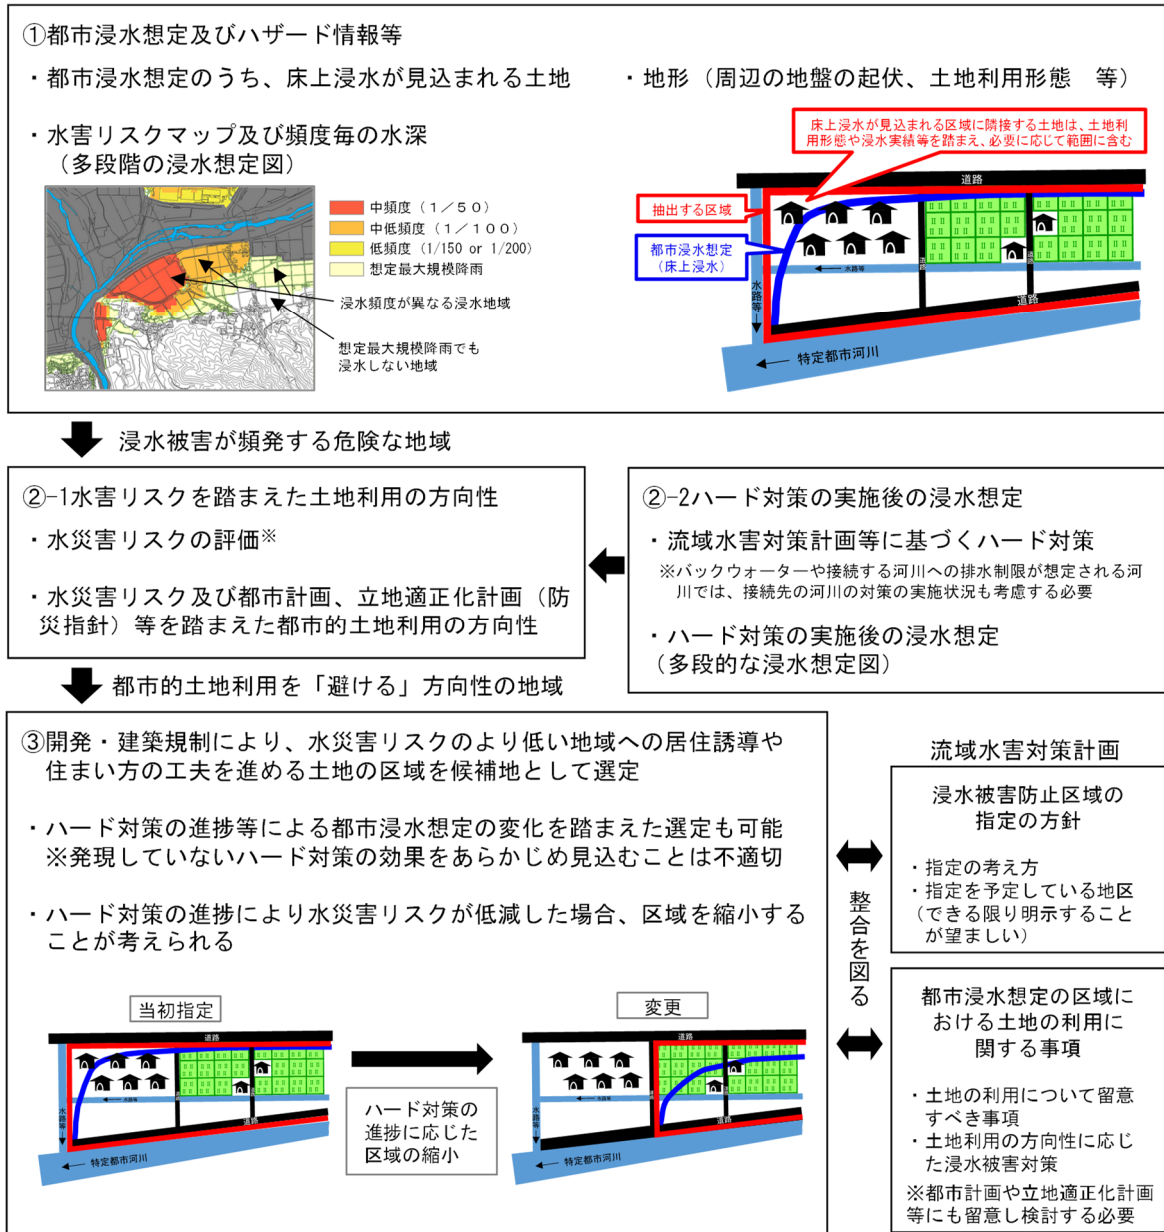 ①都市浸水想定及びハザード情報等
・都市浸水想定のうち、床上浸水が見込まれる土地
・水害リスクマップ及び頻度毎の水深
（多段階の浸水想定図）
中頻度（１／５０）
中低頻度（１／１００）
低頻度（1/150 or 1/200）
想定最大規模降雨
浸水頻度が異なる浸水地域
想定最大規模降雨でも
浸水しない地域
・地形（周辺の地盤の起伏、土地利用形態　等）
床上浸水が見込まれる区域に隣接する土地は、土地利
用形態や浸水実績等を踏まえ、必要に応じて範囲に含む
抽出する区域
都市浸水想定
（床上浸水）
道路
水路等
水路等
道路
道路
特定都市河川
浸水被害が頻発する危険な地域
②-1水害リスクを踏まえた土地利用の方向性
・水災害リスクの評価※
・水災害リスク及び都市計画、立地適正化計画（防
災指針）等を踏まえた都市的土地利用の方向性
②-2ハード対策の実施後の浸水想定
・流域水害対策計画等に基づくハード対策
※バックウォーターや接続する河川への排水制限が想定される河
川では、接続先の河川の対策の実施状況も考慮する必要
・ハード対策の実施後の浸水想定
（多段的な浸水想定図）
都市的土地利用を「避ける」方向性の地域
③開発・建築規制により、水災害リスクのより低い地域への居住誘導や
住まい方の工夫を進める土地の区域を候補地として選定
・ハード対策の進捗等による都市浸水想定の変化を踏まえた選定も可能
※発現していないハード対策の効果をあらかじめ見込むことは不適切
・ハード対策の進捗により水災害リスクが低減した場合、区域を縮小する
ことが考えられる
当初指定
道路
水路等
水路等
道路
特定都市河川
ハード対策の
進捗に応じた
区域の縮小
変更
道路
水路等
水路等
道路
特定都市河川
整合を図る
流域水害対策計画
浸水被害防止区域の
指定の方針
・指定の考え方
・指定を予定している地区
（できる限り明示すること
が望ましい）
都市浸水想定の区域に
おける土地の利用に
関する事項
・土地の利用について留意
すべき事項
・土地利用の方向性に応じ
た浸水被害対策
※都市計画や立地適正化計画
等にも留意し検討する必要